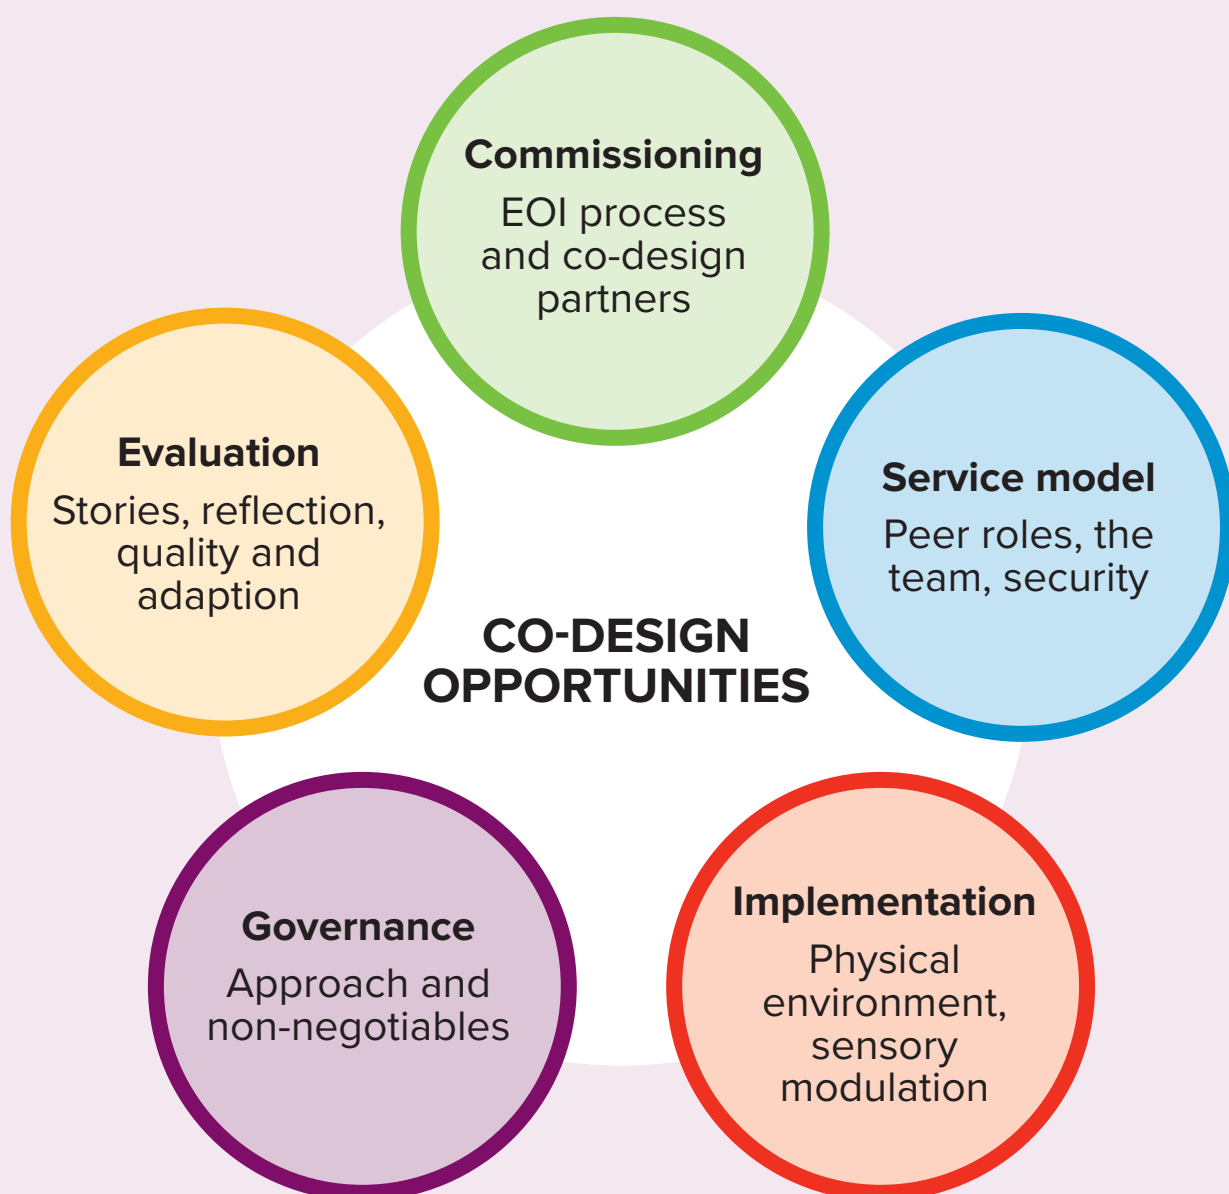 Commissioning
EOI process
and co-design
partners
Service model
Peer roles, the
team, security
Implementation
Physical
environment,
sensory
modulation
Governance
Approach and
non-negotiables
Evaluation
Stories, reflection,
quality and
adaption
CO-DESIGN
OPPORTUNITIES